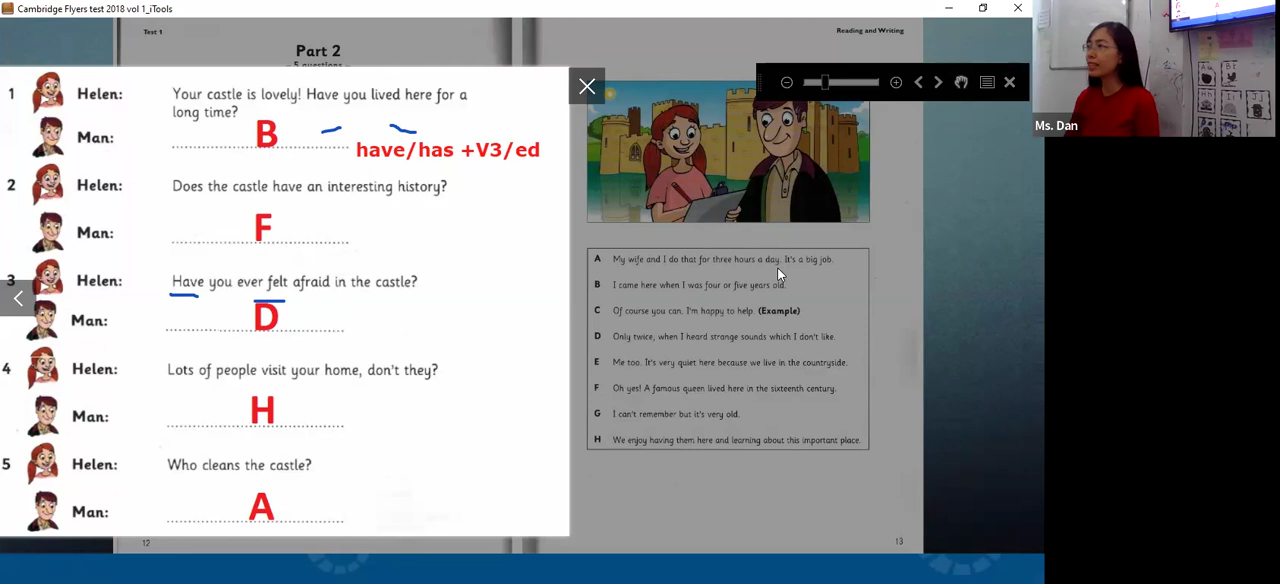 Cambridge Flyers test 2018 vol 1_iTools
Test 1
Part 2
– 5 questions –
Reading and Writing
1 Helen: Your castle is lovely! Have you lived here for a
long time?
Man: B
have/has +V3/ed
2 Helen: Does the castle have an interesting history?
Man: F
3 Helen: Have you ever felt afraid in the castle?
Man: D
4 Helen: Lots of people visit your home, don't they?
Man: H
5 Helen: Who cleans the castle?
Man: A
12
Ms. Dan
A My wife and I do that for three hours a day. It's a big job.
B I came here when I was four or five years old.
C Of course you can. I'm happy to help. (Example)
D Only twice, when I heard strange sounds which I don't like.
E Me too. It's very quiet here because we live in the countryside.
F Oh yes! A famous queen lived here in the sixteenth century.
G I can't remember but it's very old.
H We enjoy having them here and learning about this important place.
13